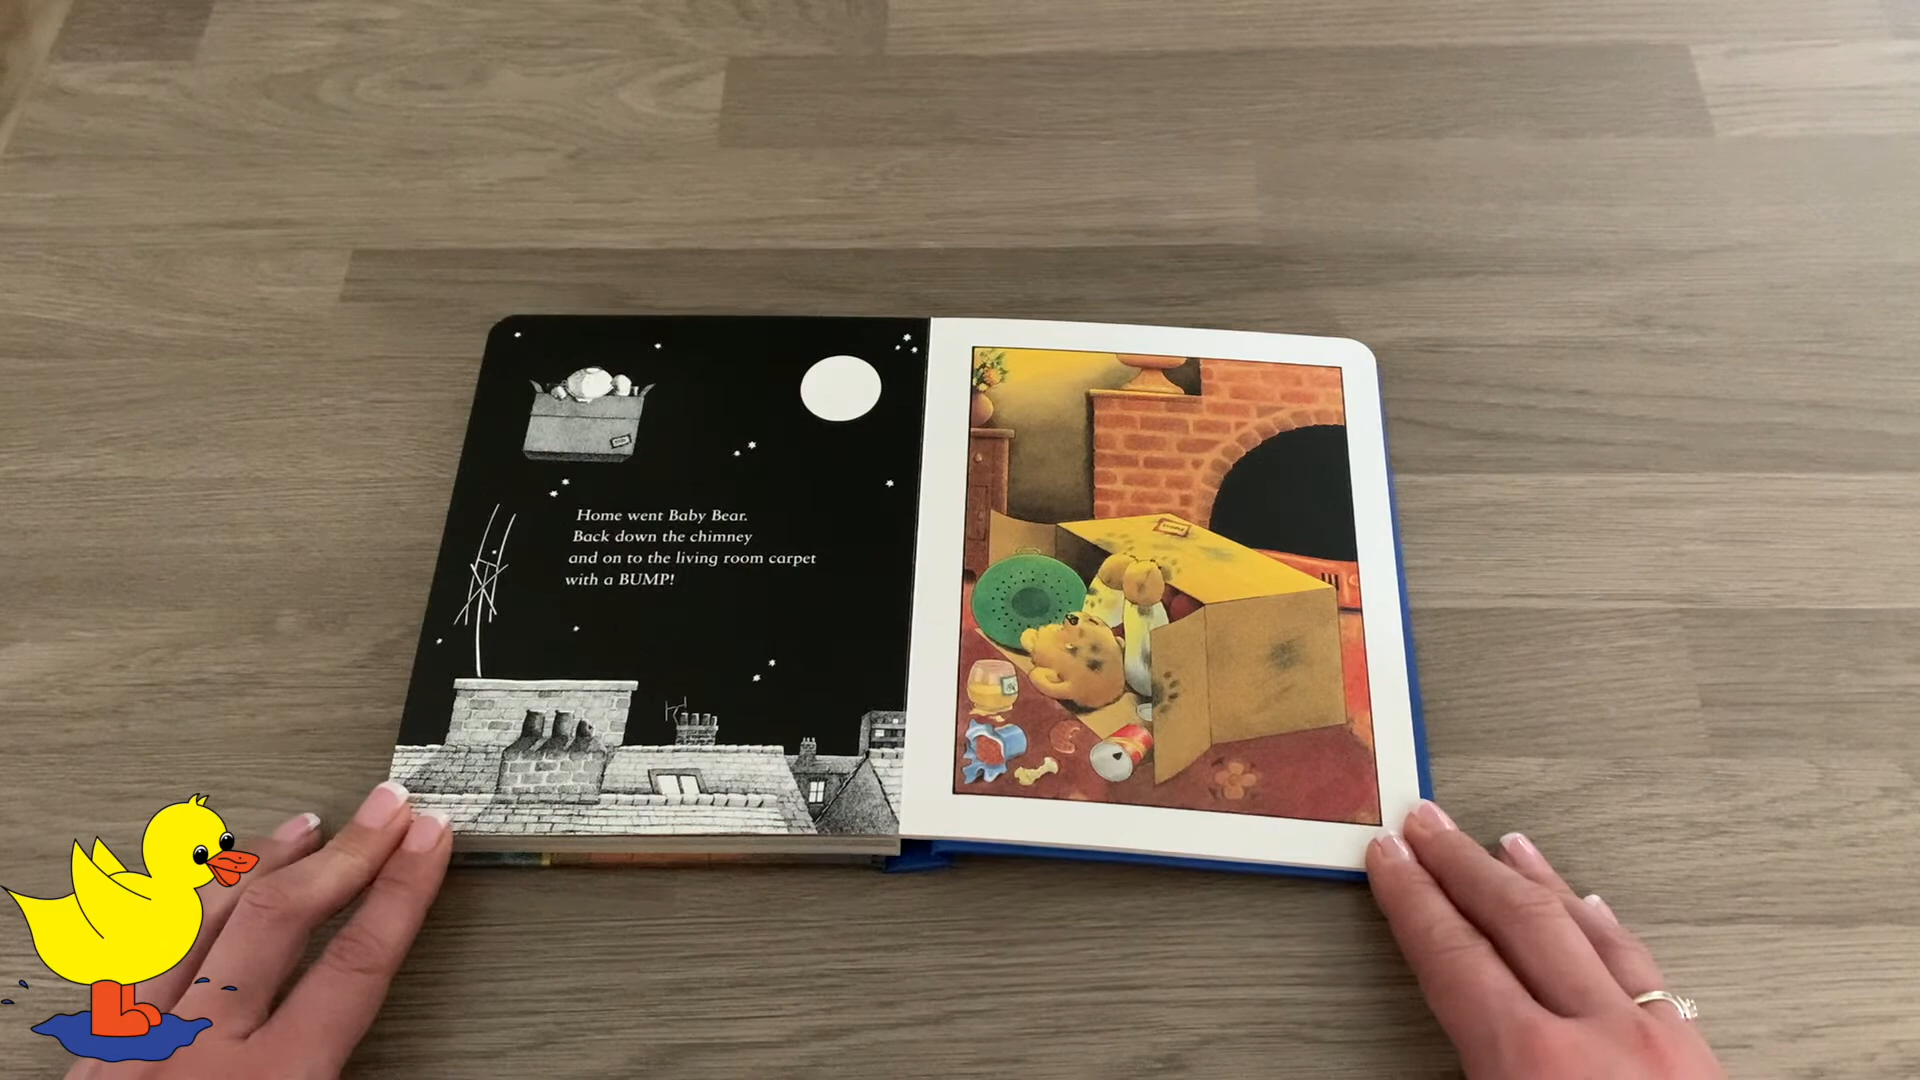 Home went Baby Bear.
Back down the chimney
and on to the living room carpet
with a BUMP!